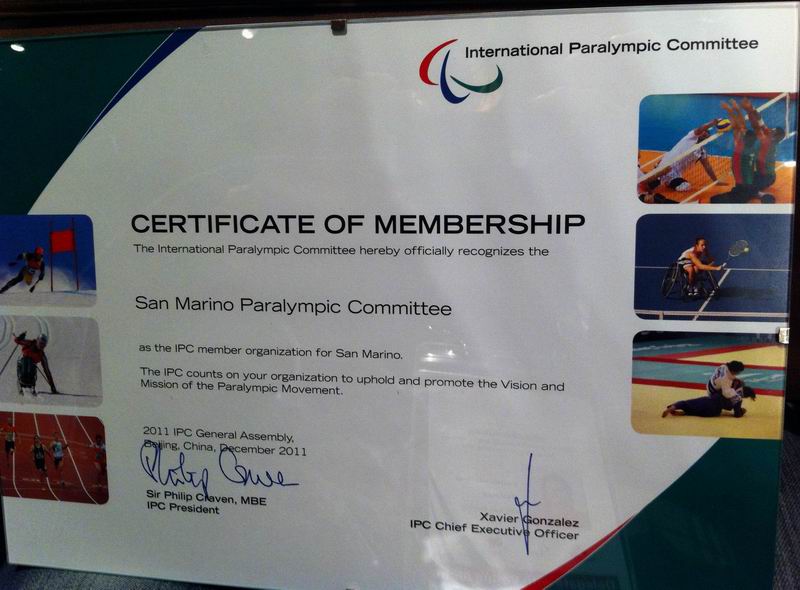 International Paralympic Committee
CERTIFICATE OF MEMBERSHIP
The International Paralympic Committee hereby officially recognizes the
San Marino Paralympic Committee
as the IPC member organization for San Marino.
The IPC counts on your organization to uphold and promote the Vision and
Mission of the Paralympic Movement.
2011 IPC General Assembly,
Beijing, China, December 2011
Philip Craven
Sir Philip Craven, MBE
IPC President
Xavier Gonzalez
IPC Chief Executive Officer